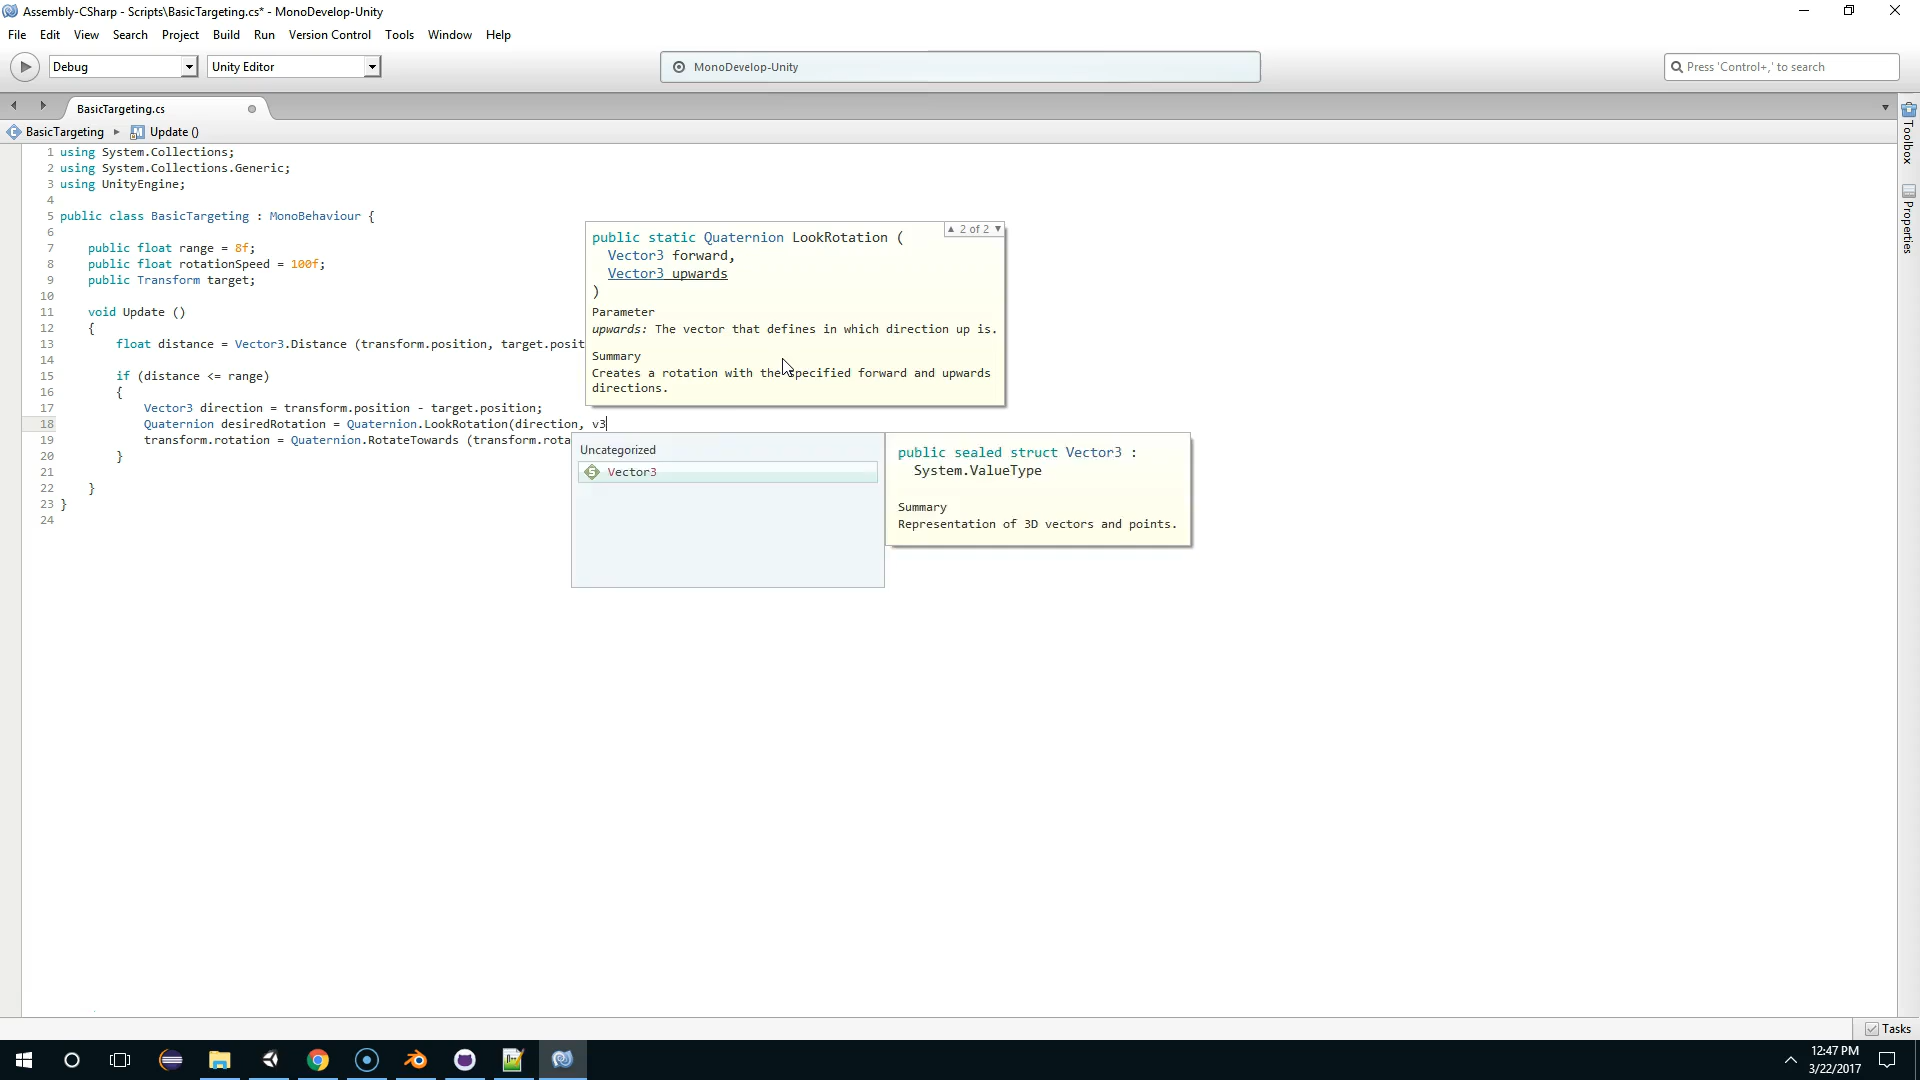 Assembly-CSharp - Scripts\BasicTargeting.cs* - MonoDevelop-Unity
File Edit View Search Project Build Run Version Control Tools Window Help
Debug Unity Editor MonoDevelop-Unity Press 'Control+,' to search
BasicTargeting.cs
BasicTargeting Update ()
Toolbox
Properties
1 using System.Collections;
2 using System.Collections.Generic;
3 using UnityEngine;
4
5 public class BasicTargeting : MonoBehaviour {
6
7 public float range = 8f;
8 public float rotationSpeed = 100f;
9 public Transform target;
10
11 void Update ()
12 {
13 float distance = Vector3.Distance (transform.position, target.posit
14
15 if (distance <= range)
16 {
17 Vector3 direction = transform.position - target.position;
18 Quaternion desiredRotation = Quaternion.LookRotation(direction, v3
19 transform.rotation = Quaternion.RotateTowards (transform.rota
20 }
21
22 }
23 }
24
2 of 2
public static Quaternion LookRotation (
Vector3 forward,
Vector3 upwards
)
Parameter
upwards: The vector that defines in which direction up is.
Summary
Creates a rotation with the specified forward and upwards
directions.
Uncategorized
Vector3
public sealed struct Vector3 :
System.ValueType
Summary
Representation of 3D vectors and points.
Tasks
12:47 PM
3/22/2017